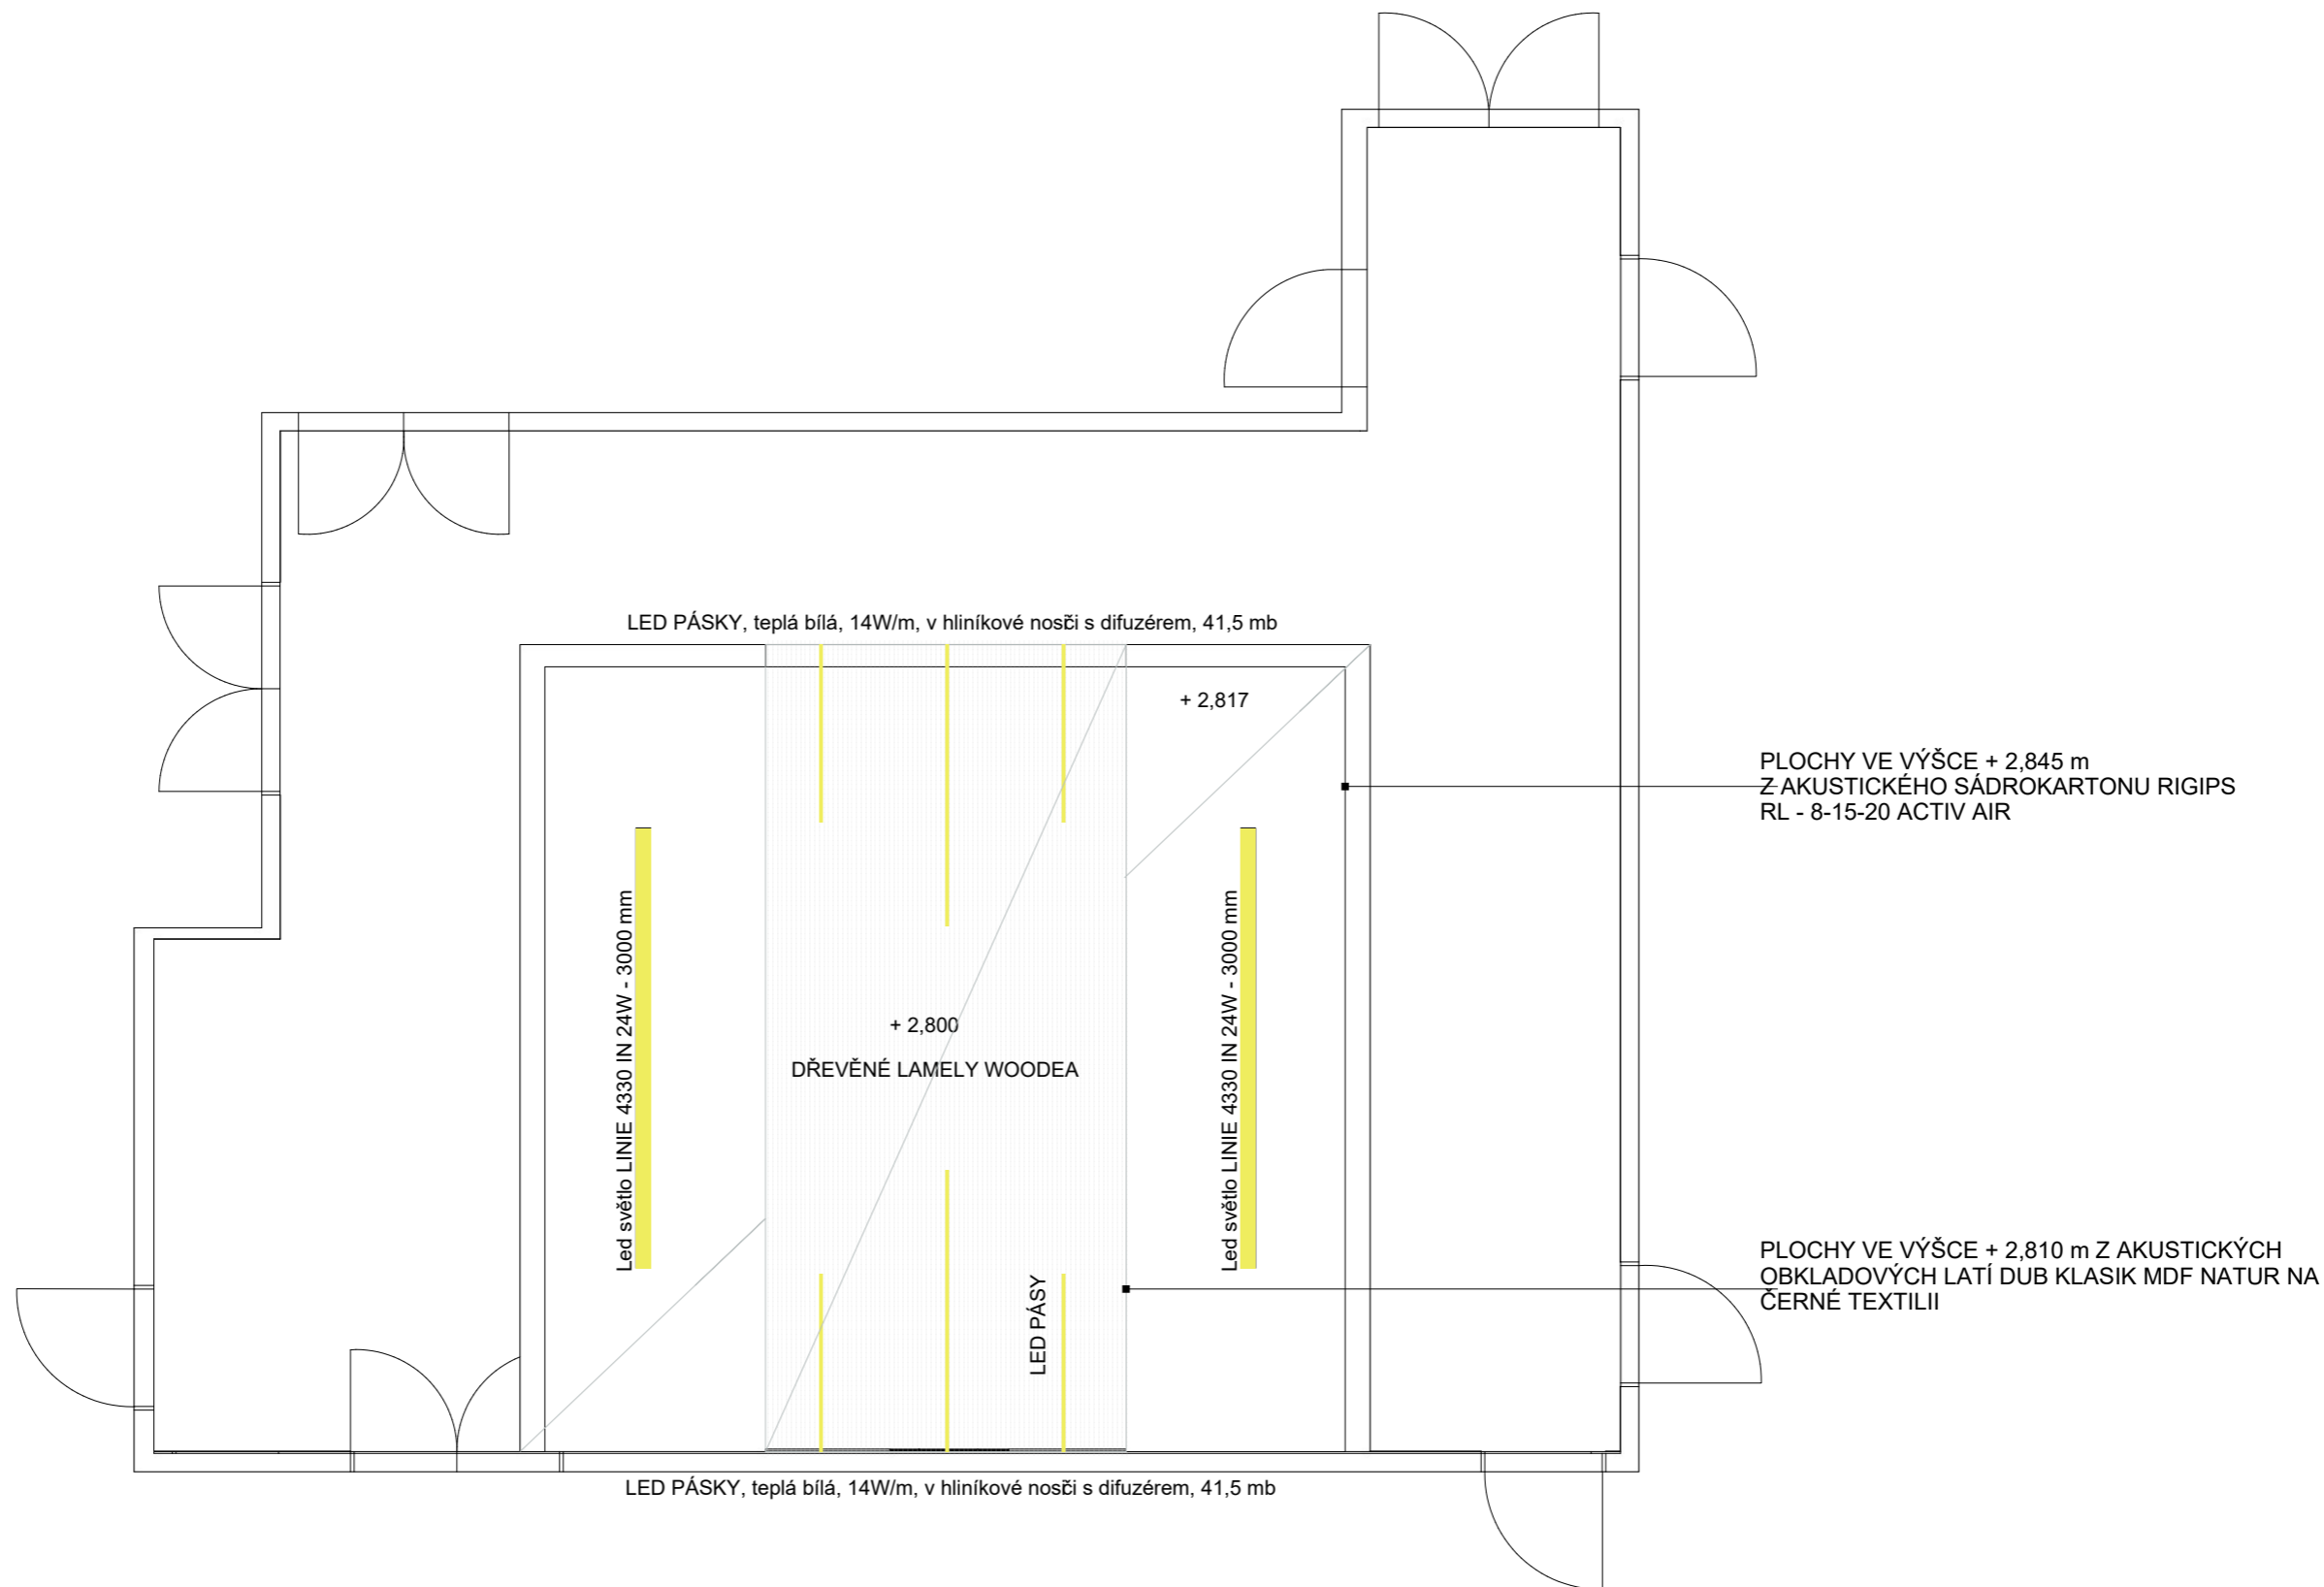 LED PÁSKY, teplá bílá, 14W/m, v hliníkové nosiči s difuzérem, 41,5 mb
+ 2,817
PLOCHY VE VÝŠCE + 2,845 m
Z AKUSTICKÉHO SÁDROKARTONU RIGIPS
RL - 8-15-20 ACTIV AIR
Led světlo LINIE 4330 IN 24W - 3000 mm
Led světlo LINIE 4330 IN 24W - 3000 mm
+ 2,800
DŘEVĚNÉ LAMELY WOODEA
PLOCHY VE VÝŠCE + 2,810 m Z AKUSTICKÝCH
OBKLADOVÝCH LATÍ DUB KLASIK MDF NATUR NA
ČERNÉ TEXTILII
LED PÁSY
LED PÁSKY, teplá bílá, 14W/m, v hliníkové nosiči s difuzérem, 41,5 mb